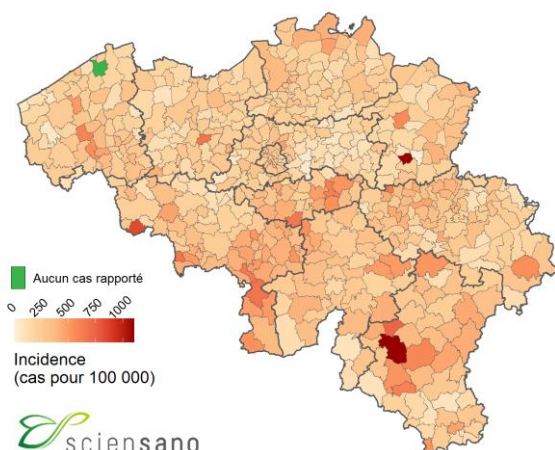 Aucun cas rapporté
0 250 500 750 1000
Incidence
(cas pour 100 000)
sciensano